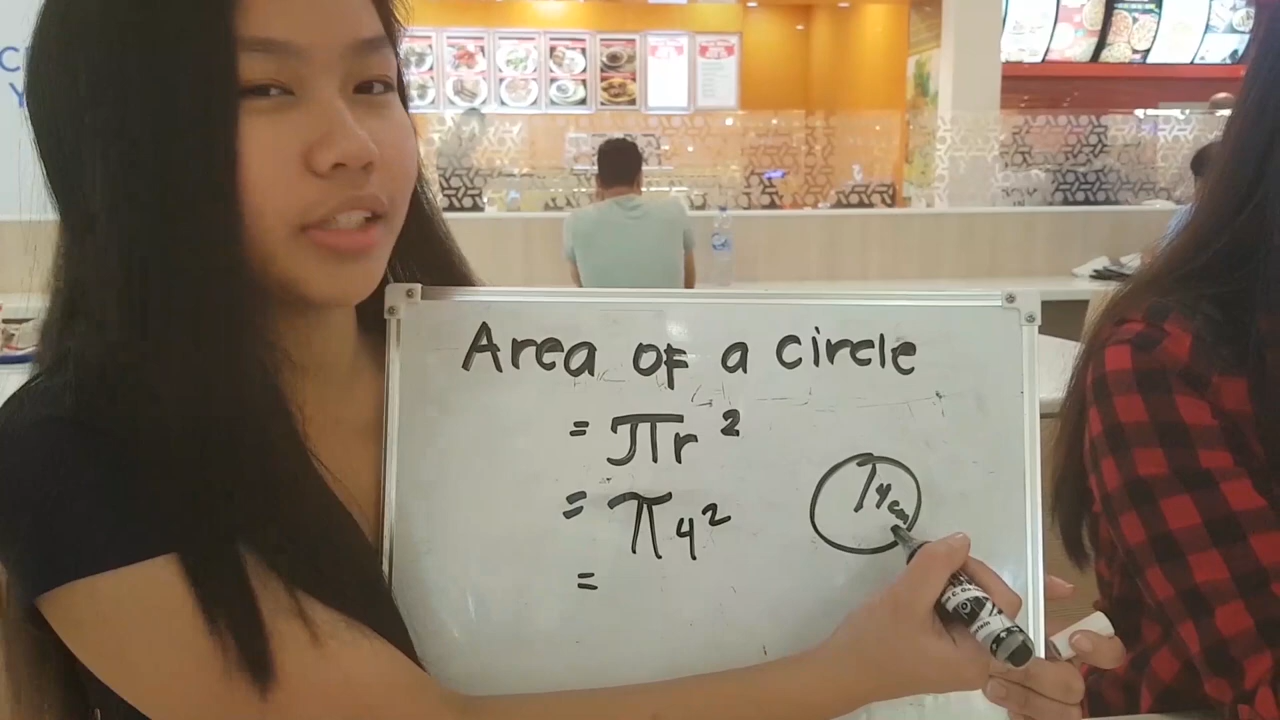 Area of a circle
= πr²
= π4²
=
4cm